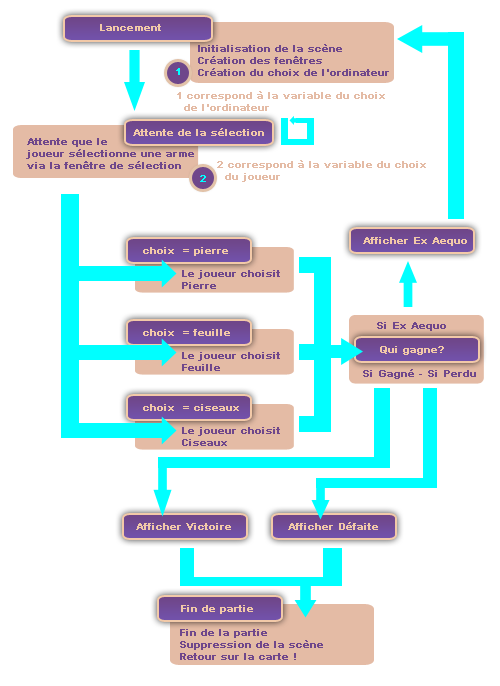 Lancement
Initialisation de la scène
Création des fenêtres
Création du choix de l'ordinateur
1
1 correspond à la variable du choix
de l'ordinateur
Attente de la sélection
Attente que le
joueur sélectionne une arme
via la fenêtre de sélection
2
2 correspond à la variable du choix
du joueur
Afficher Ex Aequo
choix = pierre
Le joueur choisit
Pierre
choix = feuille
Le joueur choisit
Feuille
choix = ciseaux
Le joueur choisit
Ciseaux
Si Ex Aequo
Qui gagne?
Si Gagné - Si Perdu
Afficher Victoire
Afficher Défaite
Fin de partie
Fin de la partie
Suppression de la scène
Retour sur la carte !